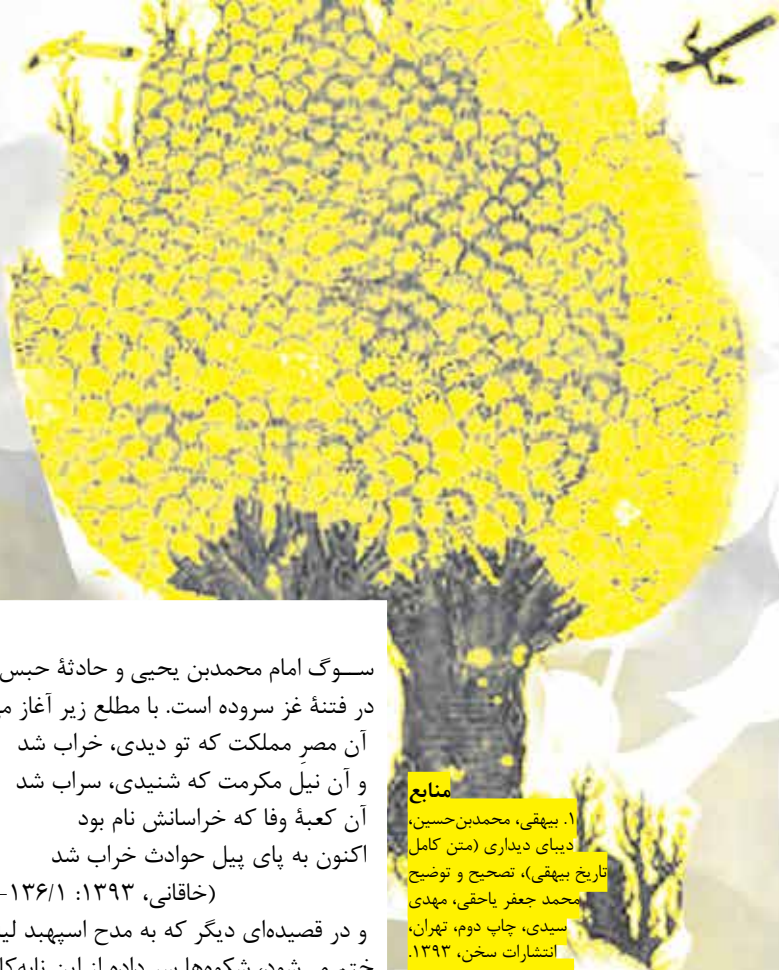 ســوگ امام محمدبن یحیی و حادثهٔ حبس
در فتنهٔ غز سروده است. با مطلع زیر آغاز
آن مصرِ مملکت که تو دیدی، خراب شد
و آن نیلِ مکرمت که شنیدی، سراب شد
آن کعبهٔ وفا که خراسانش نام بود
اکنون به پای پیل حوادث خراب شد
(خاقانی، ۱۳۹۳: ۱۳۶/۱-
و در قصیده‌ای دیگر که به مدح اسپهبد
منابع
۱. بیهقی، محمدبن‌حسین،
دیبای دیداری (متن کامل
تاریخ بیهقی)، تصحیح و توضیح
محمد جعفر یاحقی، مهدی
سیدی، چاپ دوم، تهران،
انتشارات سخن، ۱۳۹۳.